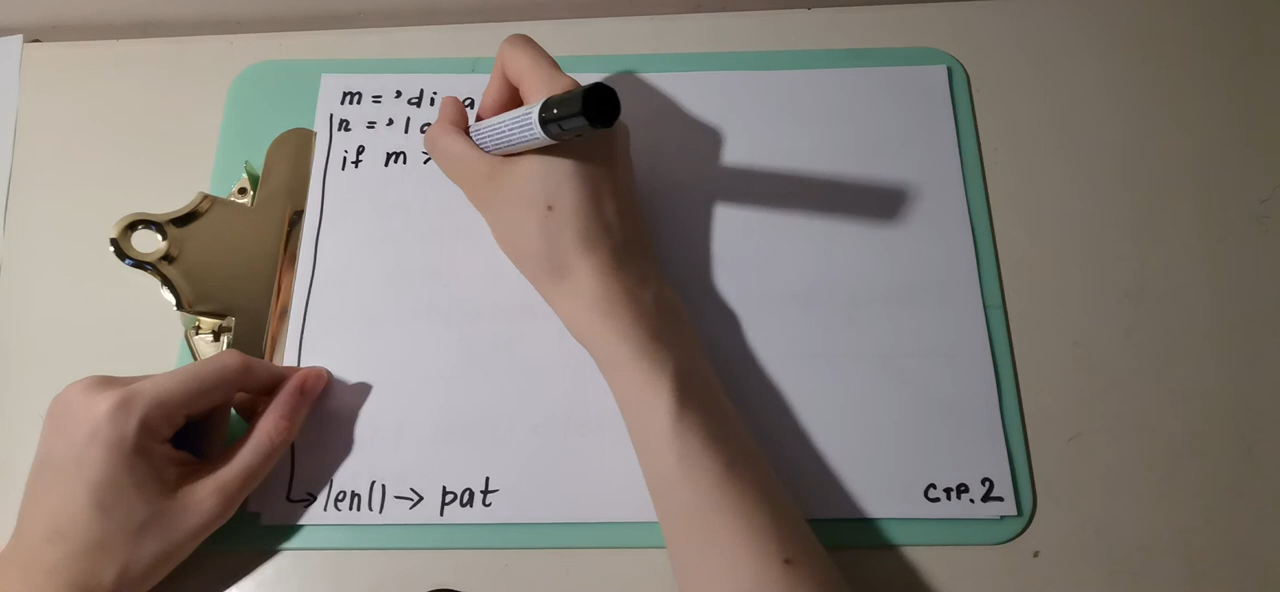 m = 'di
n = 'l
if m >
len() → pat
стр. 2